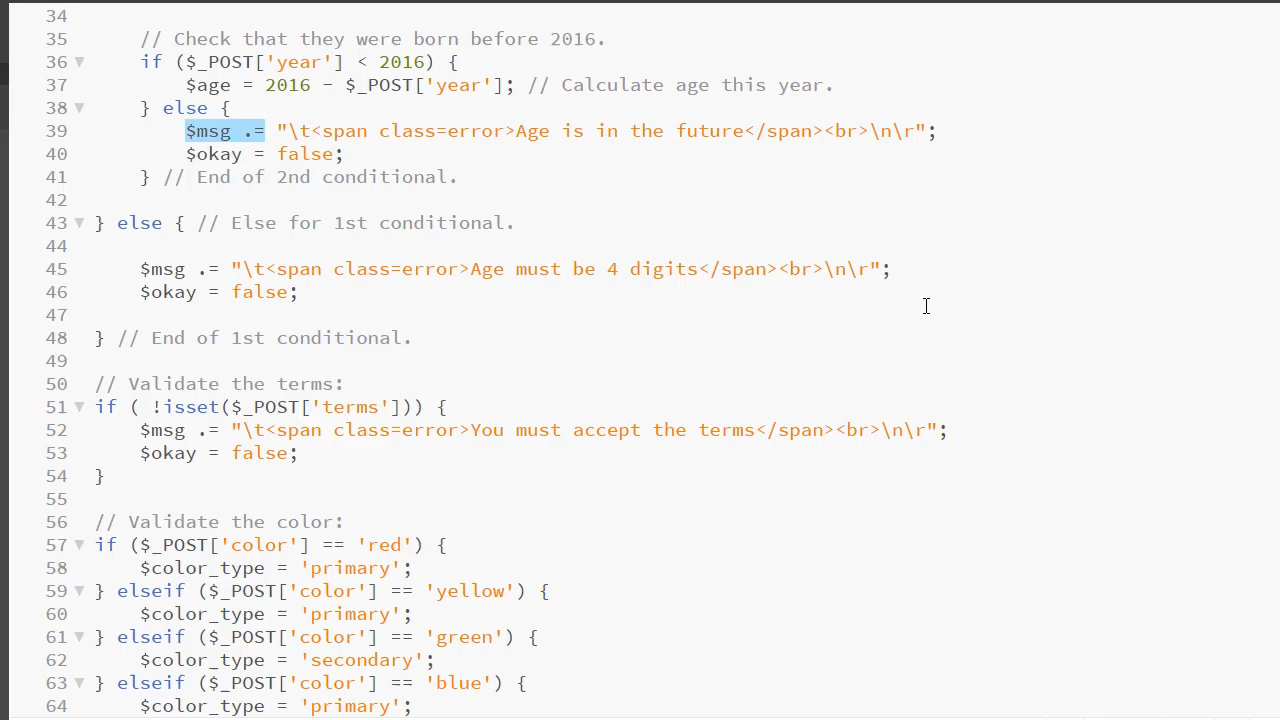 34
35 // Check that they were born before 2016.
36 if ($_POST['year'] < 2016) {
37 $age = 2016 - $_POST['year']; // Calculate age this year.
38 } else {
39 $msg .= "\t<span class=error>Age is in the future</span><br>\n\r";
40 $okay = false;
41 } // End of 2nd conditional.
42
43 } else { // Else for 1st conditional.
44
45 $msg .= "\t<span class=error>Age must be 4 digits</span><br>\n\r";
46 $okay = false;
47
48 } // End of 1st conditional.
49
50 // Validate the terms:
51 if ( !isset($_POST['terms'])) {
52 $msg .= "\t<span class=error>You must accept the terms</span><br>\n\r";
53 $okay = false;
54 }
55
56 // Validate the color:
57 if ($_POST['color'] == 'red') {
58 $color_type = 'primary';
59 } elseif ($_POST['color'] == 'yellow') {
60 $color_type = 'primary';
61 } elseif ($_POST['color'] == 'green') {
62 $color_type = 'secondary';
63 } elseif ($_POST['color'] == 'blue') {
64 $color_type = 'primary';